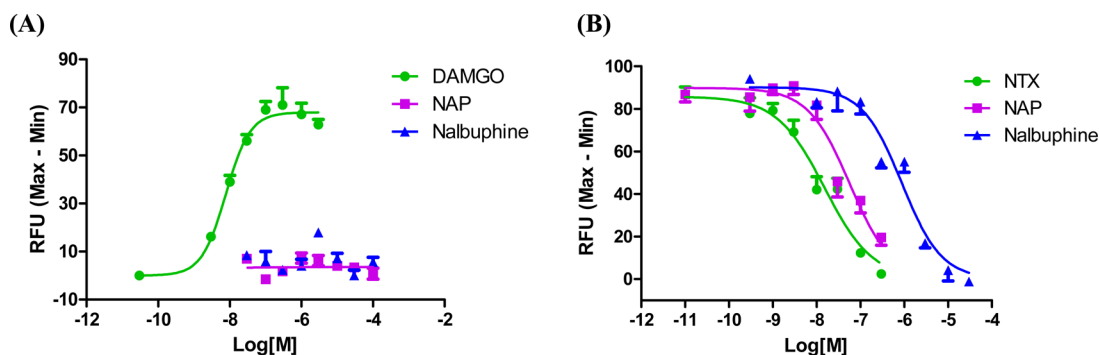 (A)
RFU (Max - Min)
90
70
50
30
10
-10
-12
-10
-8
-6
-4
-2
Log[M]
DAMGO
NAP
Nalbuphine
(B)
RFU (Max - Min)
100
80
60
40
20
0
-12
-11
-10
-9
-8
-7
-6
-5
-4
Log[M]
NTX
NAP
Nalbuphine